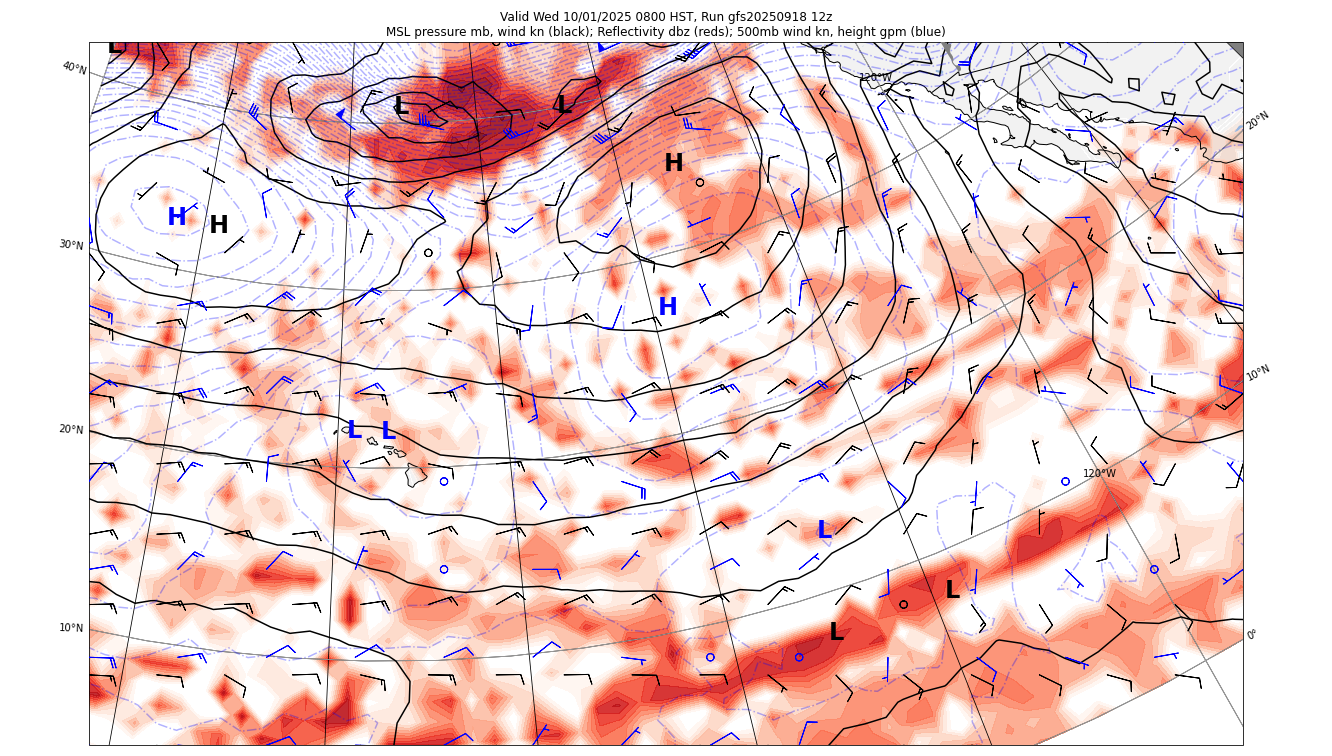 Valid Wed 10/01/2025 0800 HST, Run gfs20250918 12z
MSL pressure mb, wind kn (black); Reflectivity dbz (reds); 500mb wind kn, height gpm (blue)
L
40°N
120°W
L
L
20°N
H
H
H
30°N
H
10°N
20°N
L
L
120°W
L
L
10°N
L
0°